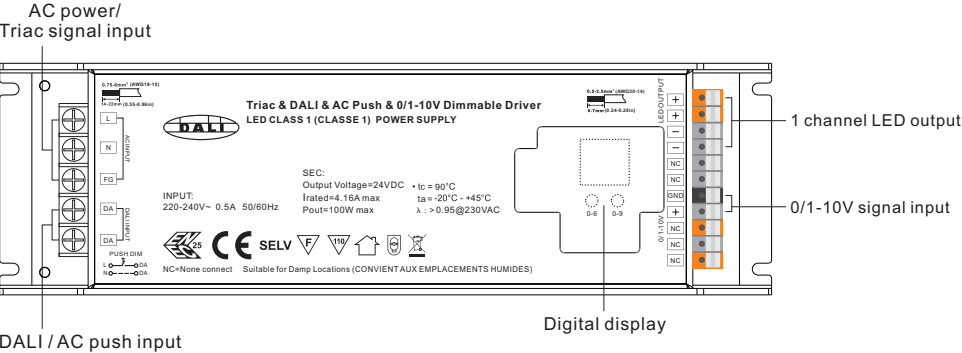 AC power/
Triac signal input
0.75-6mm² (AWG18-10)
14-22mm (0.55-0.86in)
L
N
FG
AC INPUT
DA
DA
DALI INPUT
PUSH DIM
L DA
N DA
DALI
Triac & DALI & AC Push & 0/1-10V Dimmable Driver
LED CLASS 1 (CLASSE 1) POWER SUPPLY
INPUT:
220-240V~ 0.5A 50/60Hz
SEC:
Output Voltage=24VDC
Irated=4.16A max
Pout=100W max
• tc = 90°C
ta = -20°C - +45°C
λ : > 0.95@230VAC
ENEC 25 CE SELV F 110
NC=None connect Suitable for Damp Locations (CONVIENT AUX EMPLACEMENTS HUMIDES)
0.5-2.5mm² (AWG20-14)
6-7mm (0.24-0.28in)
0-6
0-9
LED OUTPUT
+
+
−
−
NC
NC
GND
+
NC
NC
NC
0/1-10V
1 channel LED output
0/1-10V signal input
Digital display
DALI / AC push input